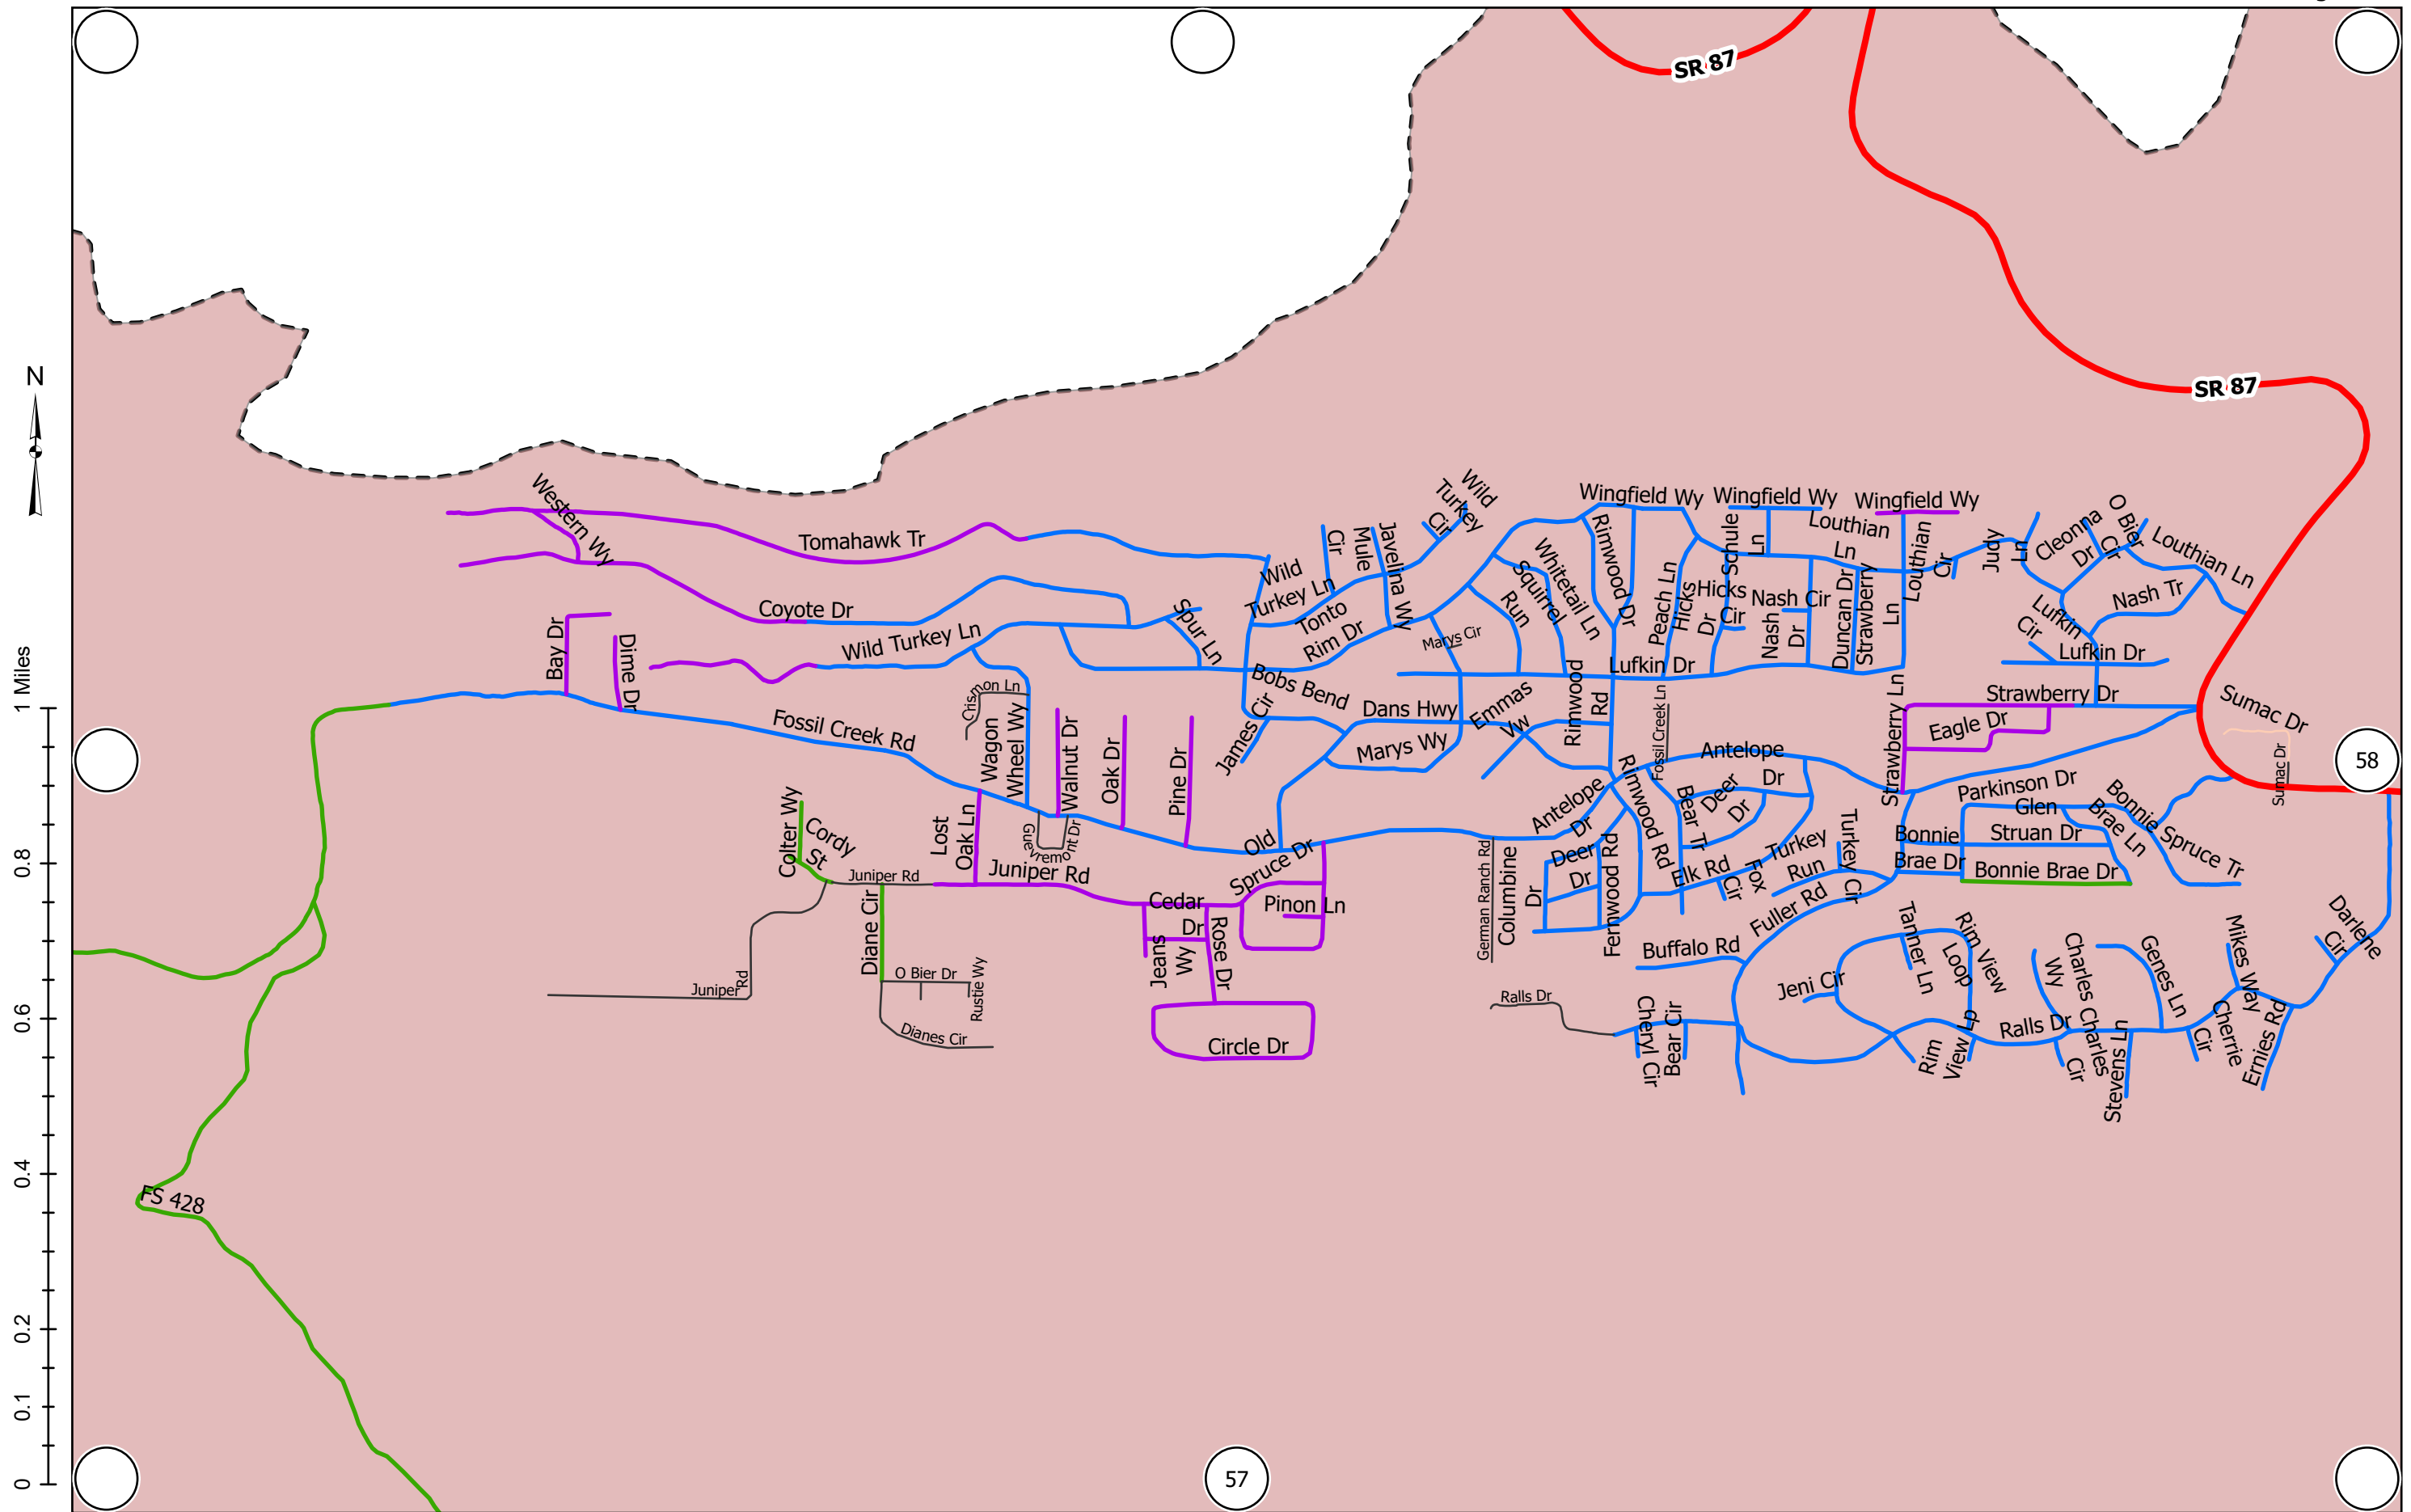 SR 87
SR 87
N
1 Miles
0.8
0.6
0.4
0.2
0.1
0
58
57
Western Wy
Tomahawk Tr
Coyote Dr
Wild Turkey Ln
Spur Ln
Bay Dr
Dime Dr
Fossil Creek Rd
Crismon Ln
Wagon
Wheel Wy
Walnut Dr
Oak Dr
Pine Dr
Guevremont Dr
Lost
Oak Ln
Colter Wy
Cordy
St
Juniper Rd
Juniper Rd
Juniper
Rd
Diane Cir
O Bier Dr
Rustie Wy
Dianes Cir
Cedar
Dr
Jeans
Wy
Rose Dr
Circle Dr
Pinon Ln
Old
Spruce Dr
FS 428
Wild
Turkey Ln
Tonto
Rim Dr
Cir
Mule
Javelina Wy
Wild
Turkey
Cir
Bobs Bend
James Cir
Dans Hwy
Marys Wy
Marys Cir
Emmas
Vw
Run
Squirrel
Whitetail Ln
Rimwood Dr
Rimwood
Rd
Wingfield Wy
Wingfield Wy
Wingfield Wy
Peach Ln
Hicks
Dr
Hicks
Cir
Schule
Ln
Louthian
Ln
Nash Cir
Nash
Dr
Duncan Dr
Strawberry
Ln
Louthian
Cir
Judy
Ln
Cleonna
Dr
O Bier
Cir
Louthian Ln
Nash Tr
Lufkin
Cir
Lufkin Dr
Lufkin Dr
Fossil Creek Ln
Strawberry Dr
Eagle Dr
Strawberry Ln
Sumac Dr
Sumac Dr
Antelope
Dr
Antelope
Dr
Deer
Dr
Deer
Dr
Bear Tr
Rimwood Rd
Fernwood Rd
German Ranch Rd
Columbine
Dr
Elk Rd
Fox
Cir
Turkey
Run
Turkey Cir
Fuller Rd
Buffalo Rd
Parkinson Dr
Glen
Struan Dr
Brae Ln
Bonnie
Brae Dr
Bonnie Brae Dr
Bonnie Spruce Tr
Ralls Dr
Cheryl Cir
Bear Cir
Jeni Cir
Tanner Ln
Rim View
Loop
Rim
View Lp
Ralls Dr
Charles
Wy
Charles
Cir
Genes Ln
Stevens Ln
Mikes Way
Cherrie
Cir
Ernies Rd
Darlene
Cir